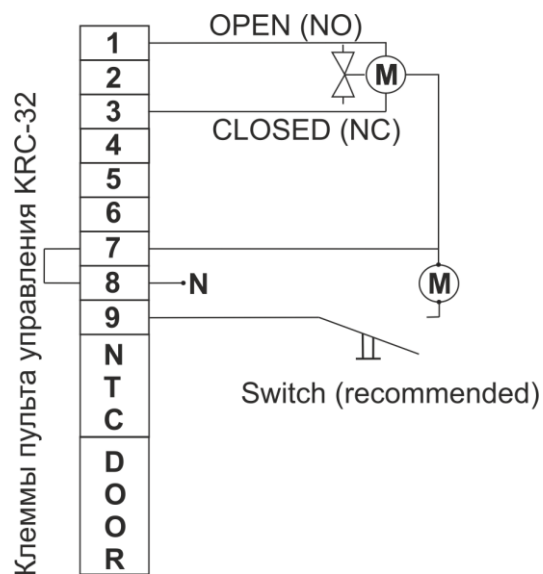 Клеммы пульта управления KRC-32
OPEN (NO)
1
2
M
3
CLOSED (NC)
4
5
6
7
8
N
M
9
Switch (recommended)
N
T
C
D
O
O
R